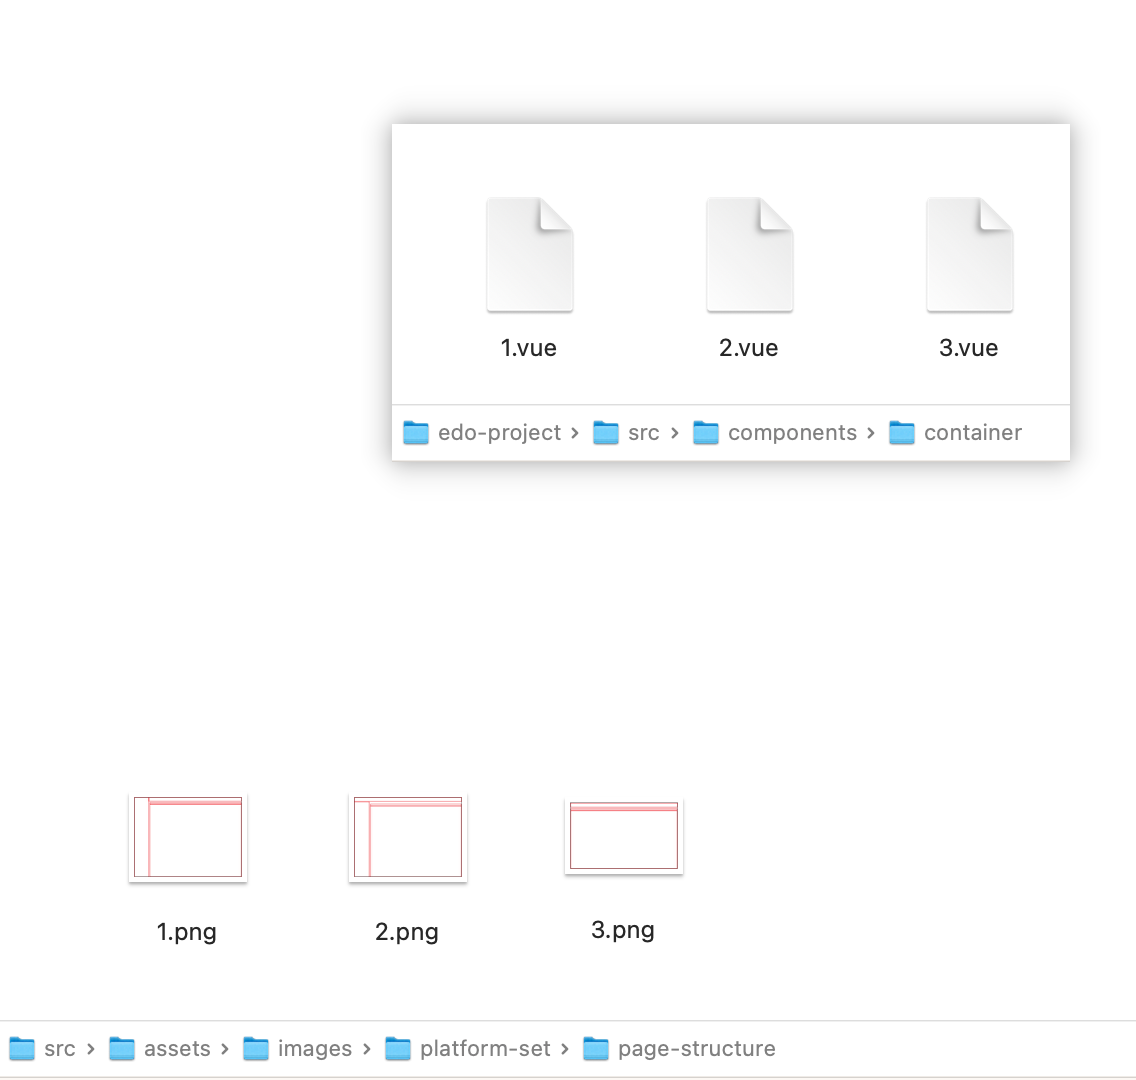 1.vue 2.vue 3.vue
edo-project › src › components › container
1.png 2.png 3.png
src › assets › images › platform-set › page-structure